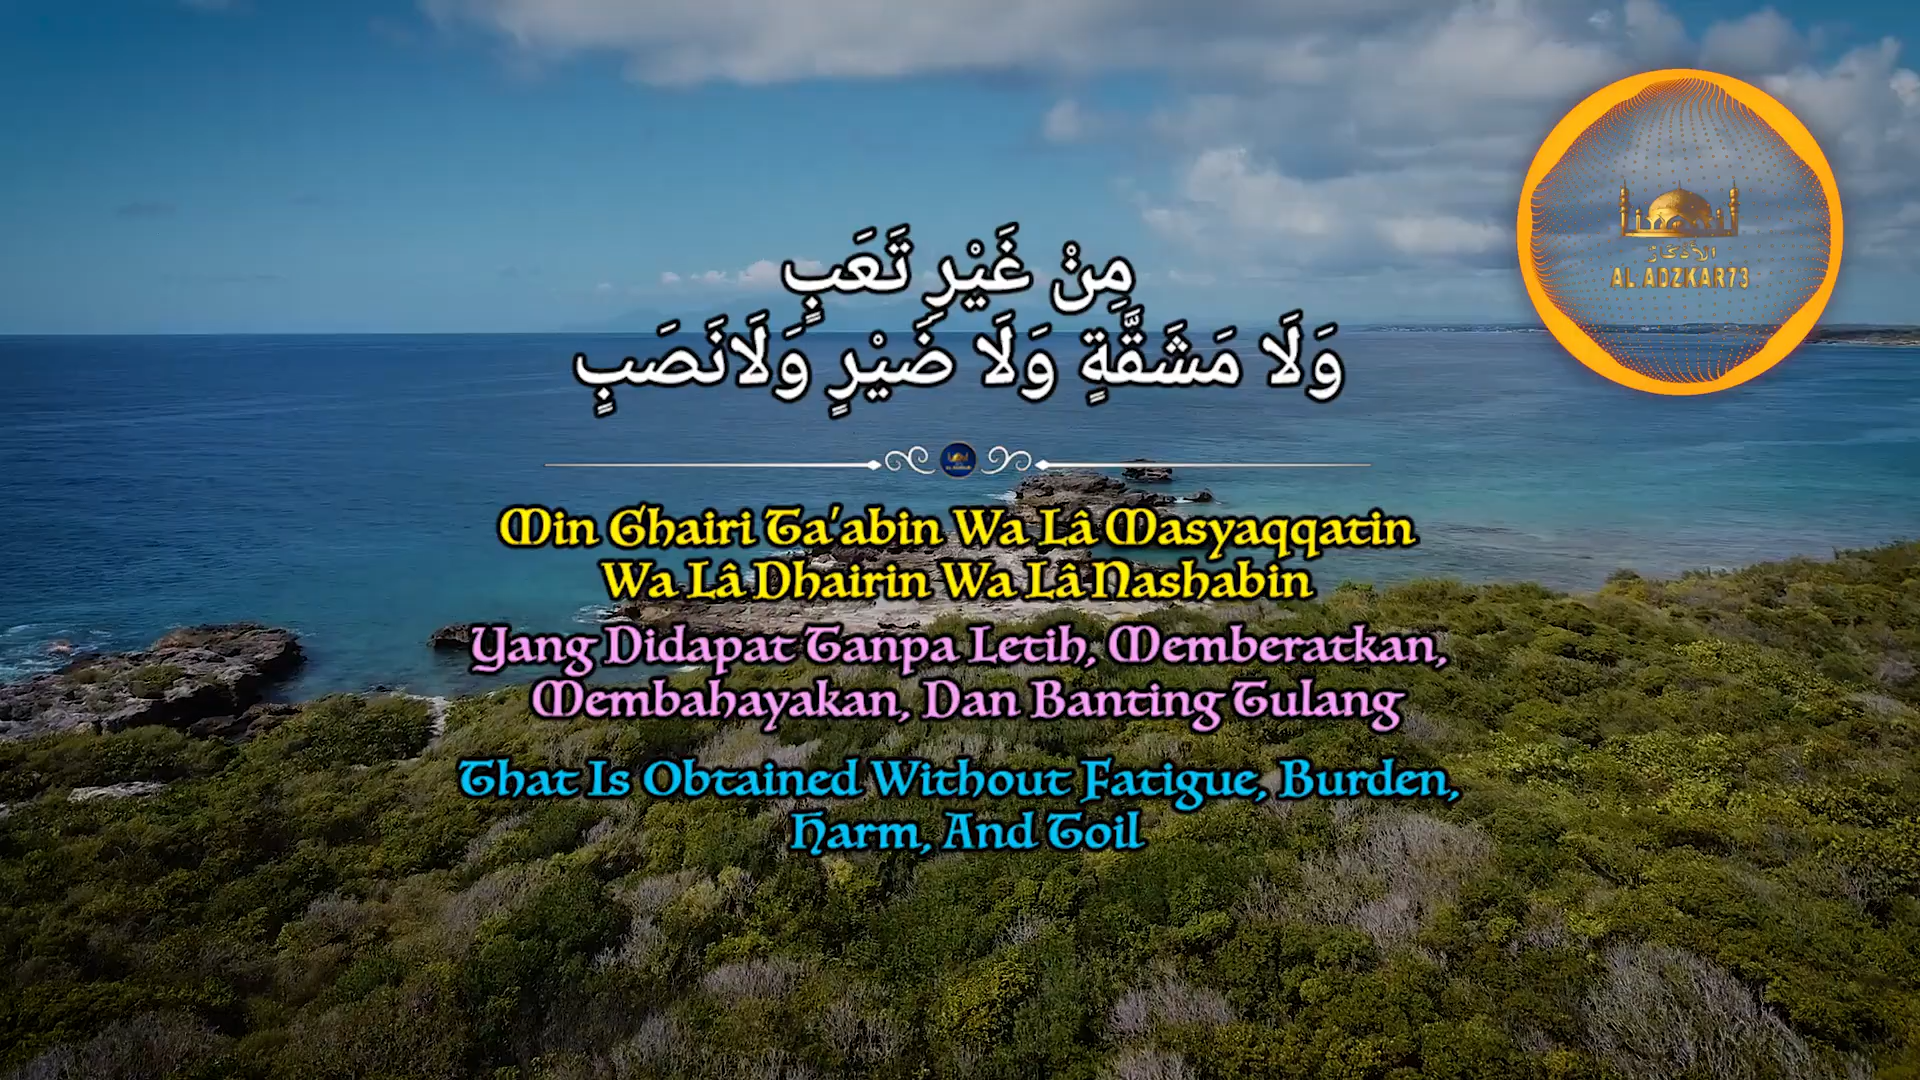 مِنْ غَيْرِ تَعَبٍ
وَلَا مَشَقَّةٍ وَلَا ضَيْرٍ وَلَانَصَبٍ
Min Ghairi Ta'abin Wa Lâ Masyaqqatin
Wa Lâ Dhairin Wa Lâ Nashabin
Yang Didapat Tanpa Letih, Memberatkan,
Membahayakan, Dan Banting Tulang
That Is Obtained Without Fatigue, Burden,
Harm, And Toil
الأذكار
AL ADZKAR73